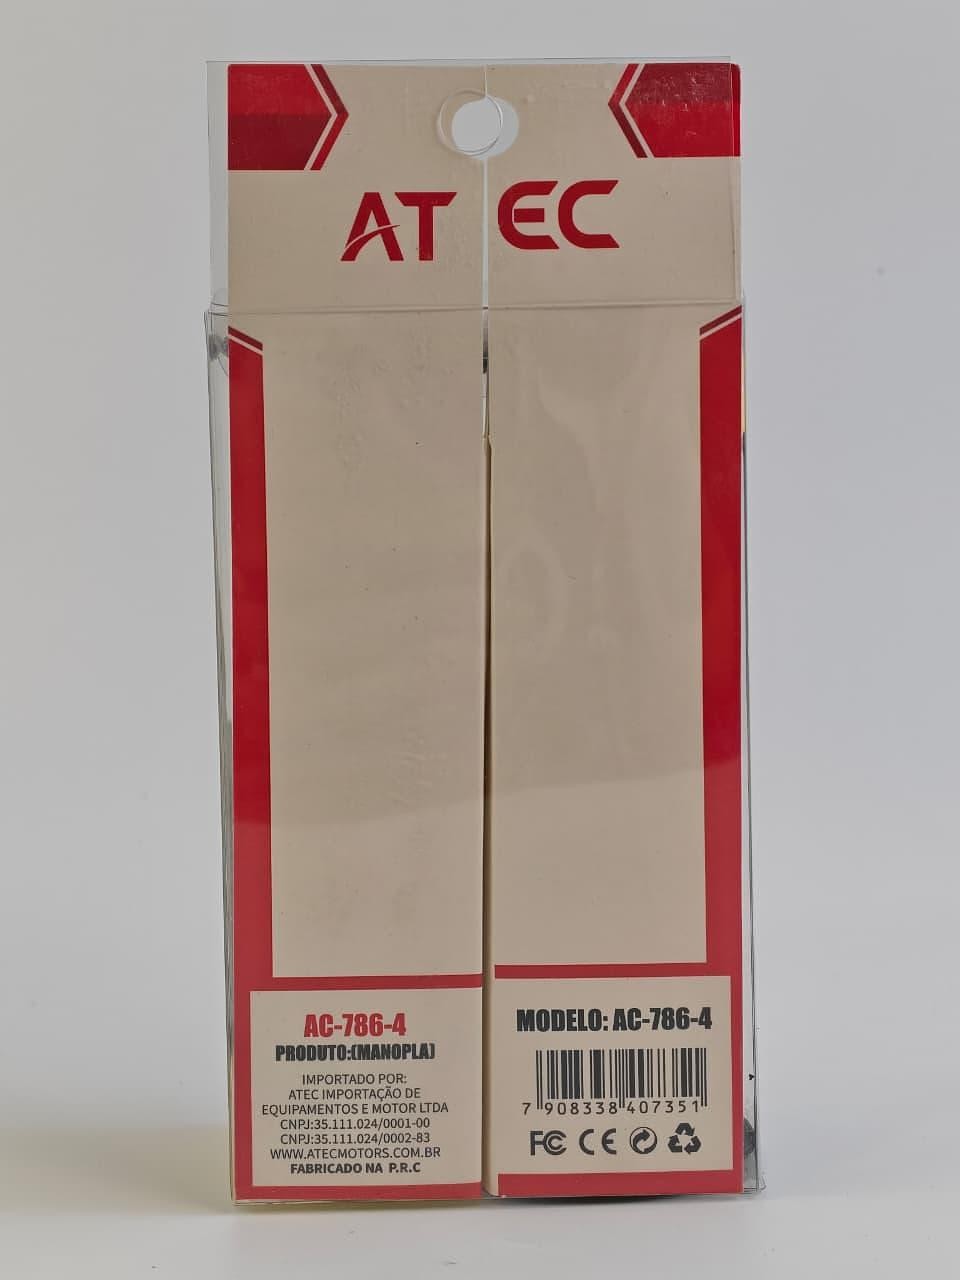 ATEC
AC-786-4
PRODUTO:(MANOPLA)
IMPORTADO POR:
ATEC IMPORTAÇÃO DE
EQUIPAMENTOS E MOTOR LTDA
CNPJ:35.111.024/0001-00
CNPJ:35.111.024/0002-83
WWW.ATECMOTORS.COM.BR
FABRICADO NA P.R.C
MODELO: AC-786-4
7 908338 407351
FC CE